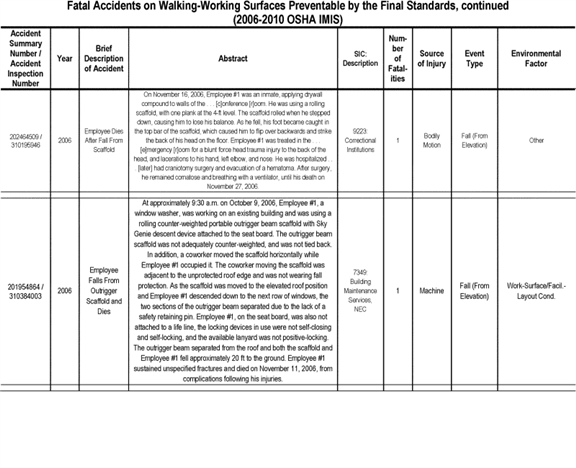 Fatal Accidents on Walking-Working Surfaces Preventable by the Final Standards, continued
(2006-2010 OSHA IMIS)
Accident
Summary
Number /
Accident
Inspection
Number
Year
Brief
Description
of Accident
Abstract
SIC:
Description
Num-
ber
of
Fatal-
ities
Source
of Injury
Event
Type
Environmental
Factor
202464509 /
310195946
2006
Employee Dies
After Fall From
Scaffold
On November 16, 2006, Employee #1 was an inmate, applying drywall
compound to walls of the . . . [c]onference [r]oom. He was using a rolling
scaffold, with one plank at the 4-ft level. The scaffold rolled when he stepped
down, causing him to lose his balance. As he fell, his foot became caught in
the top bar of the scaffold, which caused him to flip over backwards and strike
the back of his head on the floor. Employee #1 was treated in the . . .
[e]mergency [r]oom for a blunt force head trauma injury to the back of the
head, and lacerations to his hand, left elbow, and nose. He was hospitalized . .
. [later] had craniotomy surgery and evacuation of a hematoma. After surgery,
he remained comatose and breathing with a ventilator, until his death on
November 27, 2006.
9223:
Correctional
Institutions
1
Bodily
Motion
Fall (From
Elevation)
Other
201954864 /
310384003
2006
Employee
Falls From
Outrigger
Scaffold and
Dies
At approximately 9:30 a.m. on October 9, 2006, Employee #1, a
window washer, was working on an existing building and was using a
rolling counter-weighted portable outrigger beam scaffold with Sky
Genie descent device attached to the seat board. The outrigger beam
scaffold was not adequately counter-weighted, and was not tied back.
In addition, a coworker moved the scaffold horizontally while
Employee #1 occupied it. The coworker moving the scaffold was
adjacent to the unprotected roof edge and was not wearing fall
protection. As the scaffold was moved to the elevated roof position
and Employee #1 descended down to the next row of windows, the
two sections of the outrigger beam separated due to the lack of a
safety retaining pin. Employee #1, on the seat board, was also not
attached to a life line, the locking devices in use were not self-closing
and self-locking, and the available lanyard was not positive-locking.
The outrigger beam separated from the roof and both the scaffold and
Employee #1 fell approximately 20 ft to the ground. Employee #1
sustained unspecified fractures and died on November 11, 2006, from
complications following his injuries.
7349:
Building
Maintenance
Services,
NEC
1
Machine
Fall (From
Elevation)
Work-Surface/Facil.-
Layout Cond.